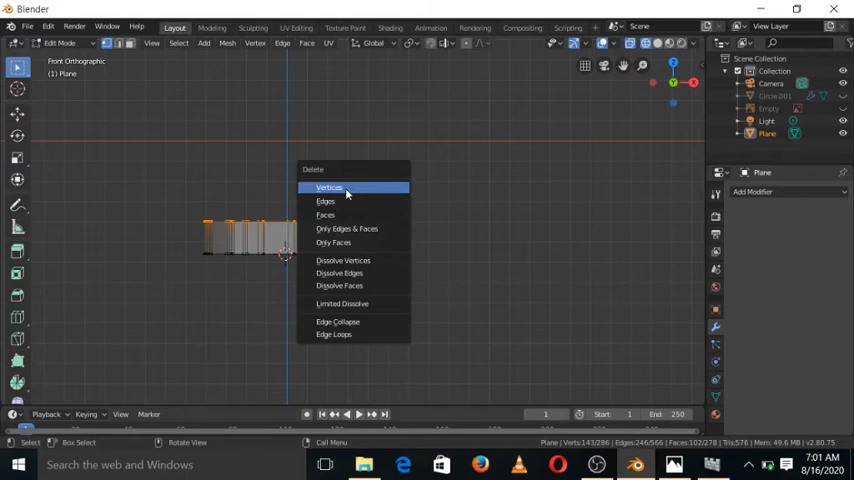 Blender
File Edit Render Window Help Layout Modeling Sculpting UV Editing Texture Paint Shading Animation Rendering Compositing Scripting Scene View Layer
Edit Mode View Select Add Mesh Vertex Edge Face UV Global
Front Orthographic
(1) Plane
Z
X
Y
Scene Collection
Collection
Camera
Circle.001
Empty
Light
Plane
Plane
Add Modifier
Delete
Vertices
Edges
Faces
Only Edges & Faces
Only Faces
Dissolve Vertices
Dissolve Edges
Dissolve Faces
Limited Dissolve
Edge Collapse
Edge Loops
Playback Keying View Marker 1 Start: 1 End: 250
Select Box Select Rotate View Call Menu Plane | Verts:143/286 | Edges:246/566 | Faces:102/278 | Tris:576 | Mem: 49.6 MB | v2.80.75
Search the web and Windows
7:01 AM
8/16/2020